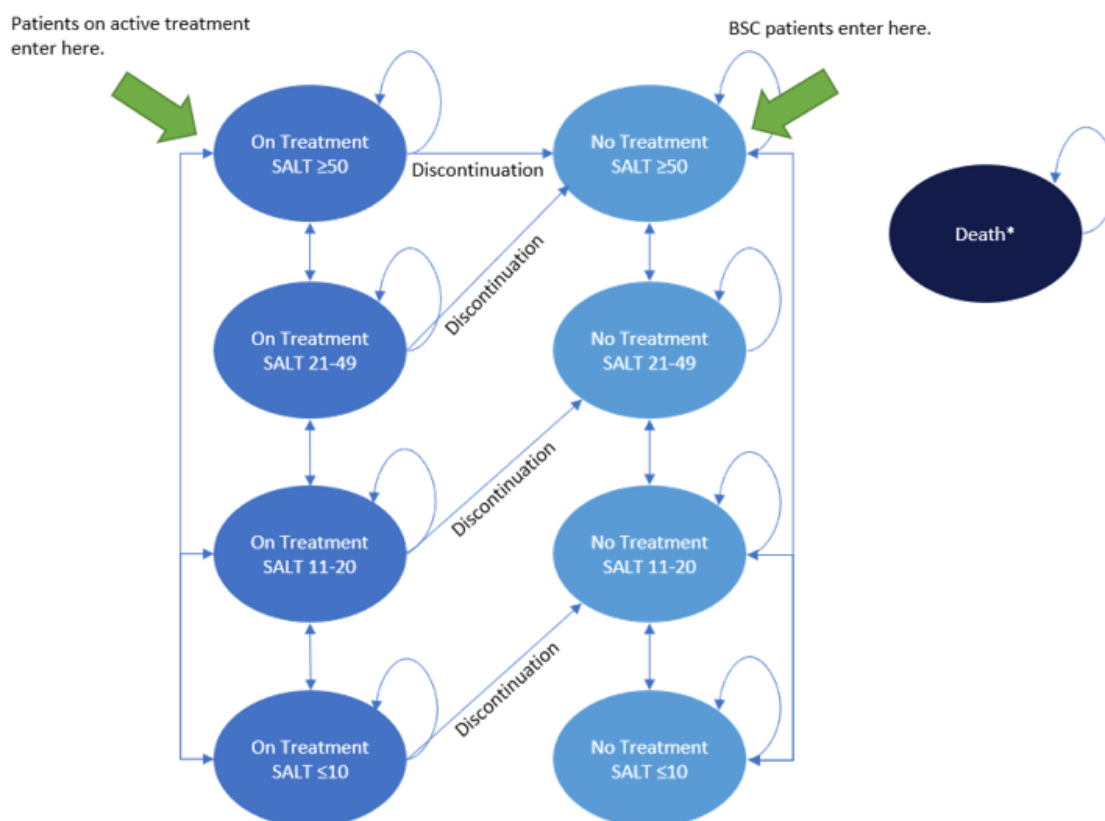 Patients on active treatment
enter here.
BSC patients enter here.
On Treatment
SALT ≥50
Discontinuation
No Treatment
SALT ≥50
Death*
On Treatment
SALT 21-49
Discontinuation
No Treatment
SALT 21-49
On Treatment
SALT 11-20
Discontinuation
No Treatment
SALT 11-20
On Treatment
SALT ≤10
Discontinuation
No Treatment
SALT ≤10